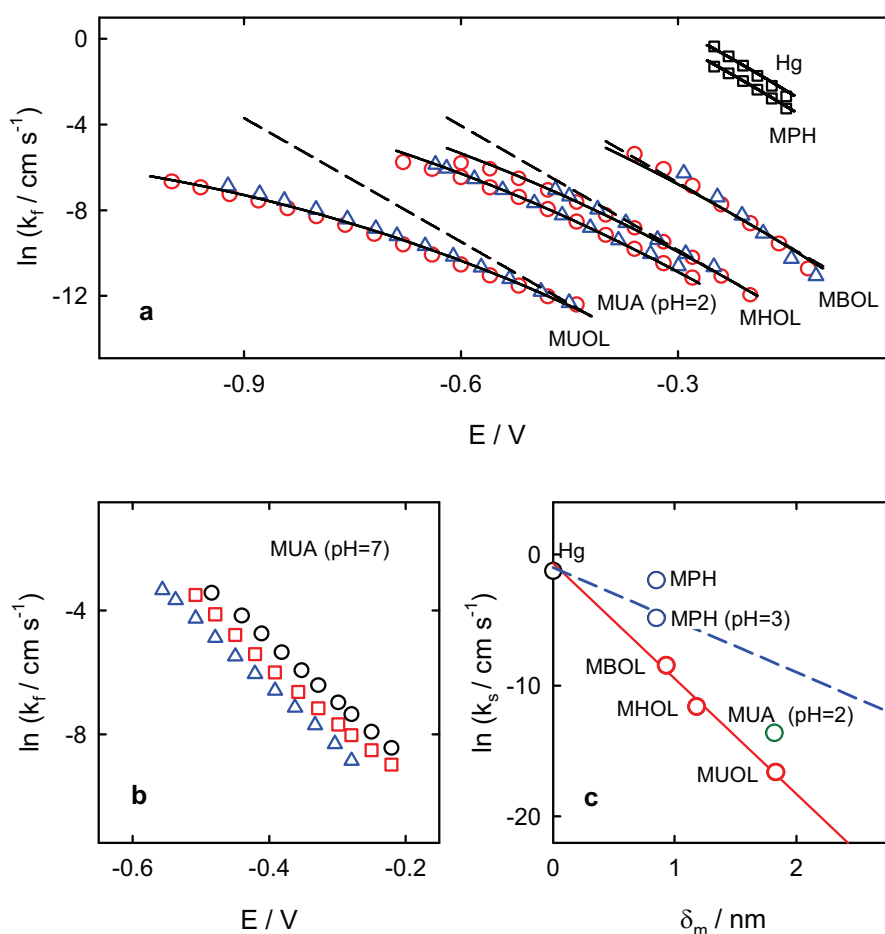 0
-4
-8
-12
ln (k_f / cm s⁻¹)
Hg
MPH
MBOL
MHOL
MUA (pH=2)
MUOL
a
-0.9
-0.6
-0.3
E / V
MUA (pH=7)
-4
-8
ln (k_f / cm s⁻¹)
b
-0.6
-0.4
-0.2
E / V
0
-10
-20
ln (k_s / cm s⁻¹)
Hg
MPH
MPH (pH=3)
MBOL
MHOL
MUA (pH=2)
MUOL
c
0
1
2
δ_m / nm